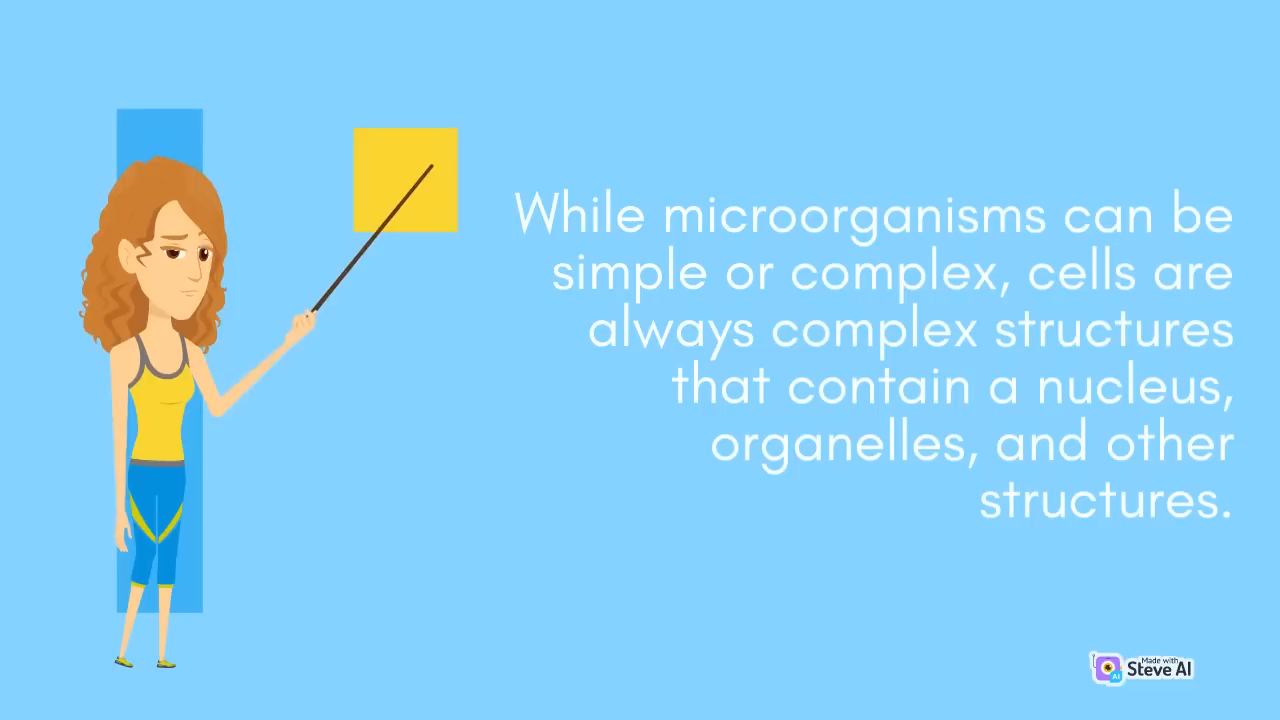 While microorganisms can be
simple or complex, cells are
always complex structures
that contain a nucleus,
organelles, and other
structures.
Made with
Steve AI
AI